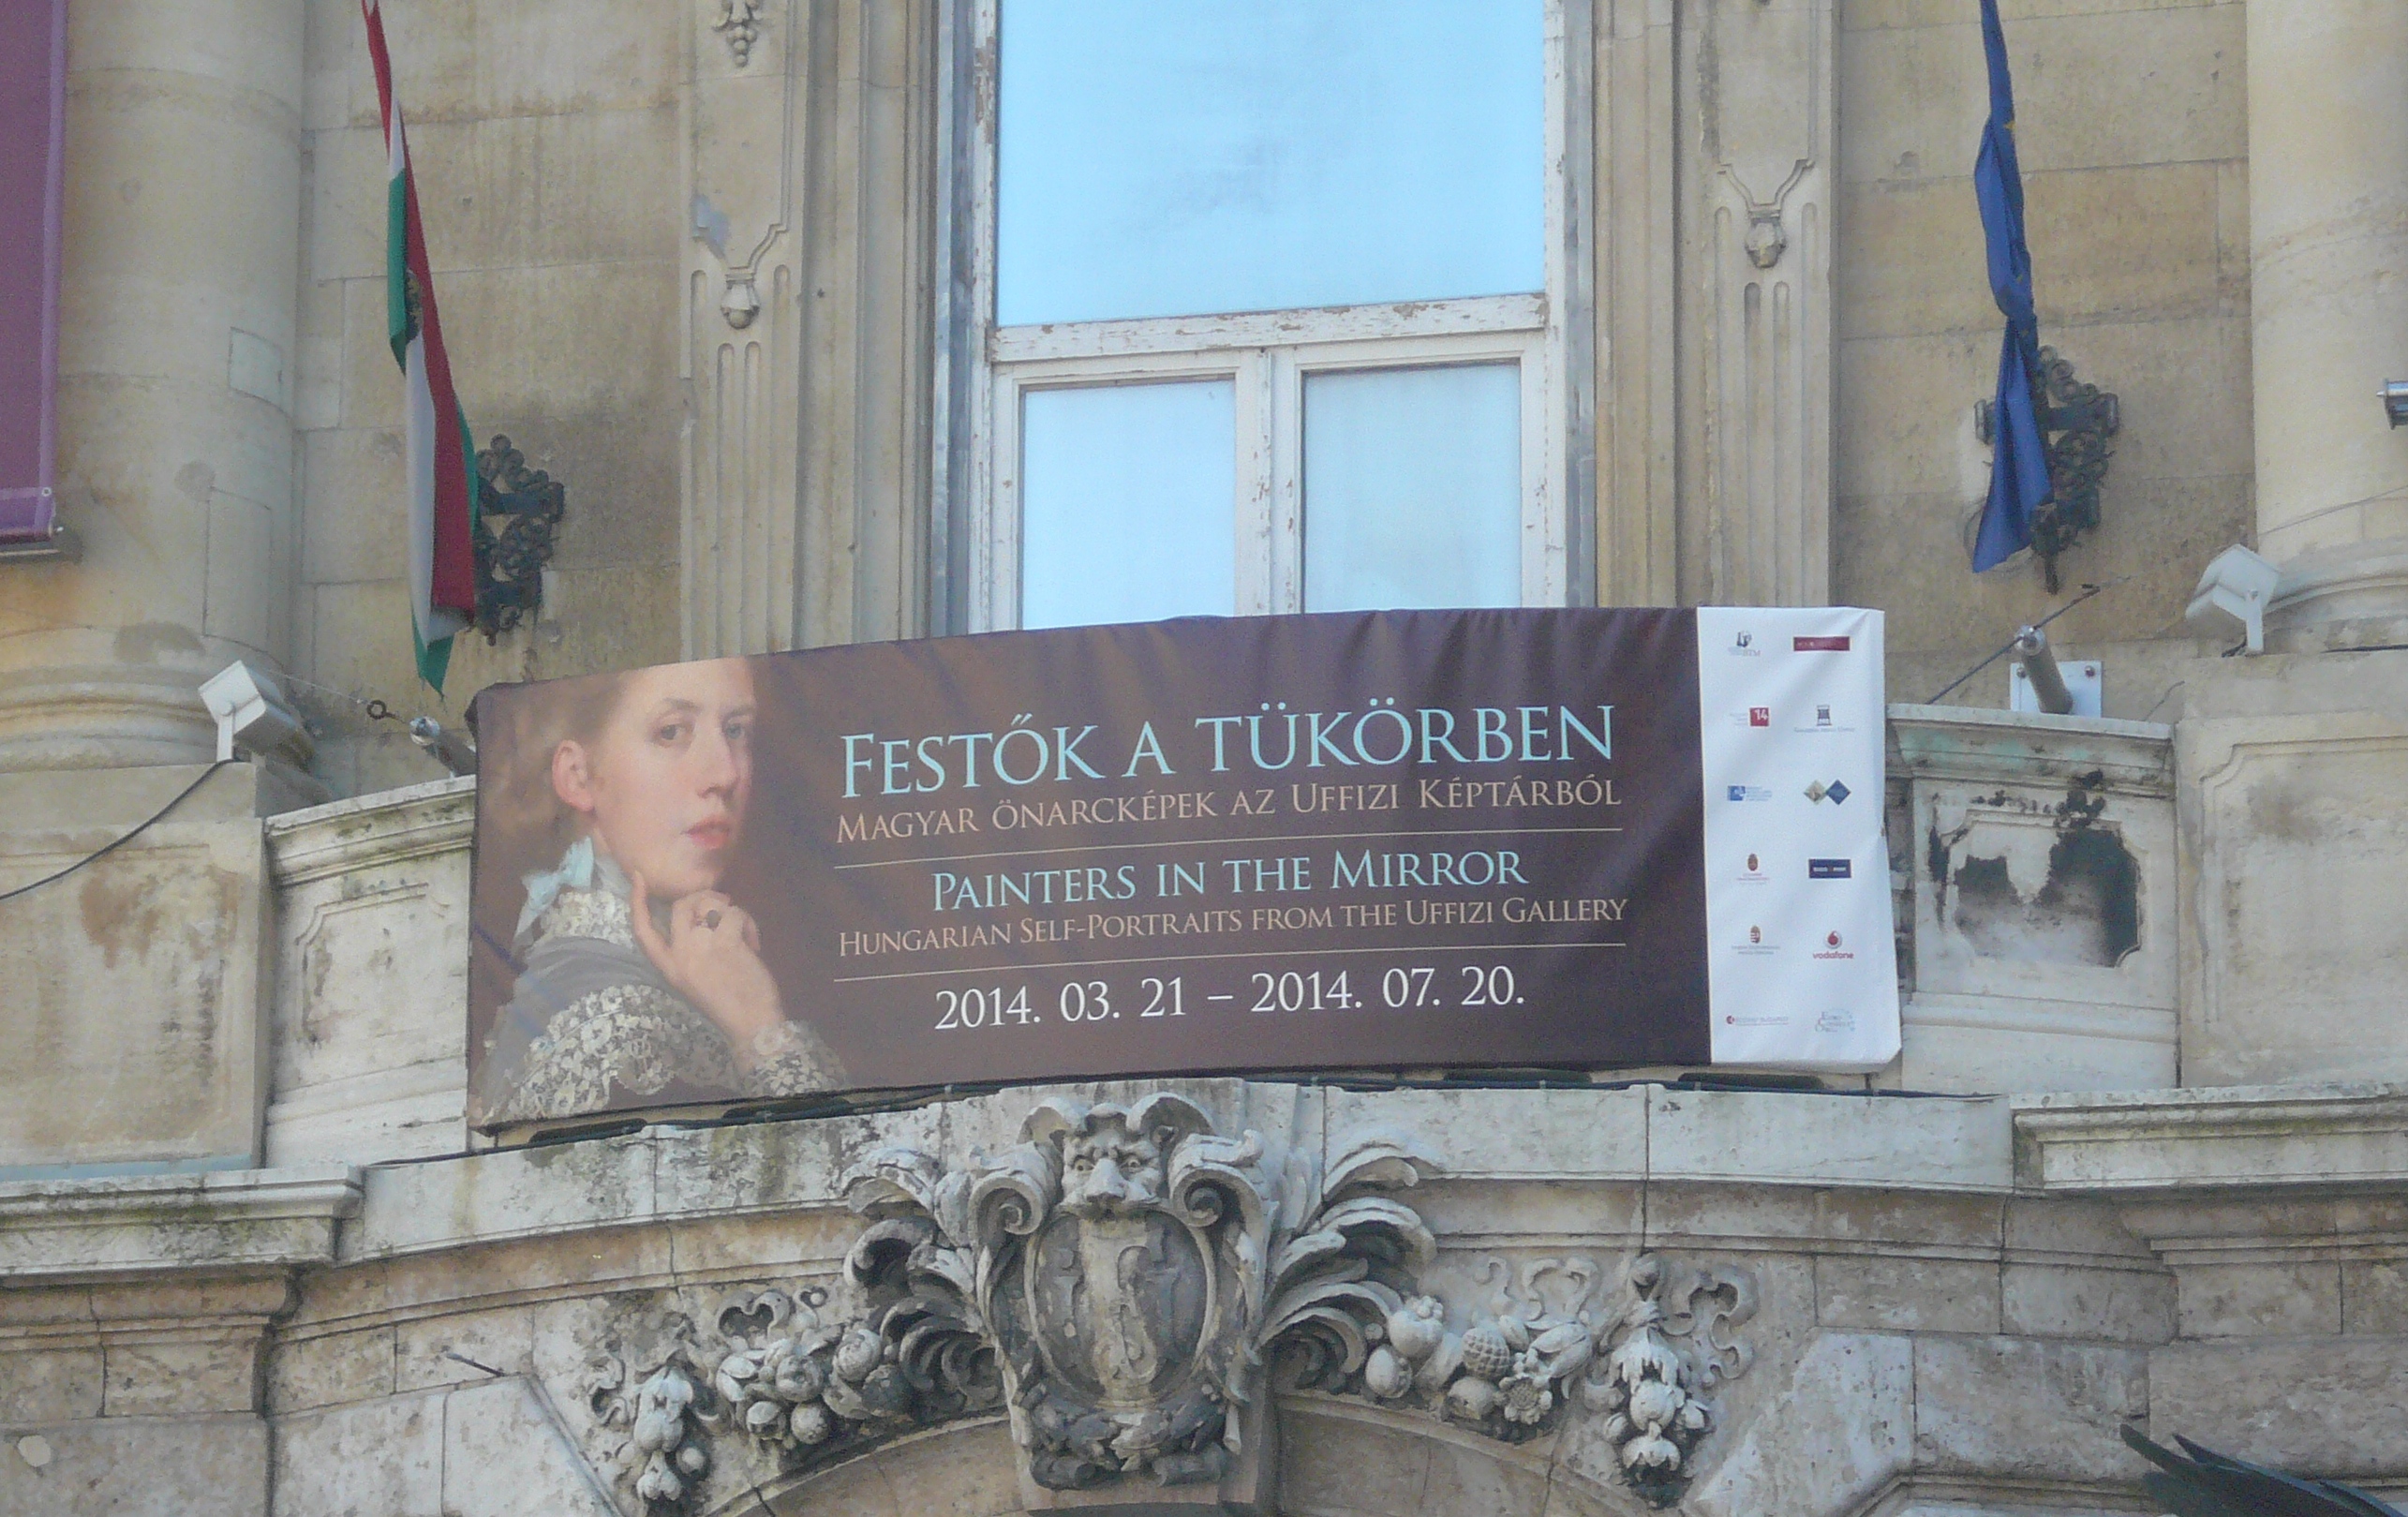 FESTŐK A TÜKÖRBEN
MAGYAR ÖNARCKÉPEK AZ UFFIZI KÉPTÁRBÓL
PAINTERS IN THE MIRROR
HUNGARIAN SELF-PORTRAITS FROM THE UFFIZI GALLERY
2014. 03. 21 – 2014. 07. 20.
14
vodafone